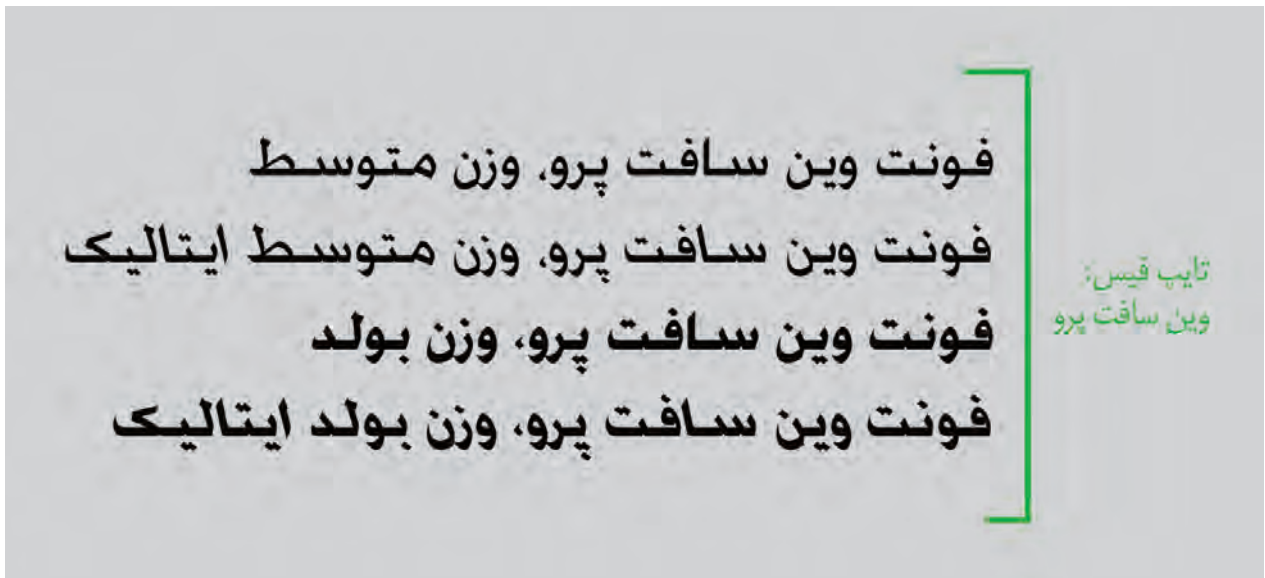 تایپ فیس:
وین سافت پرو
فونت وین سافت پرو، وزن متوسط
فونت وین سافت پرو، وزن متوسط ایتالیک
فونت وین سافت پرو، وزن بولد
فونت وین سافت پرو، وزن بولد ایتالیک